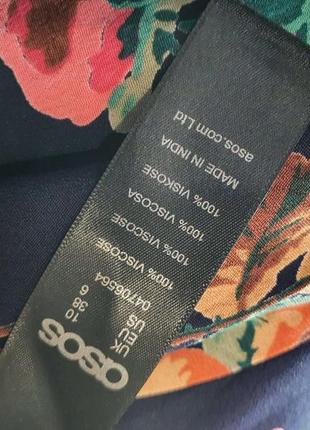 asos
UK 10
EU 38
US 6
04706564
100% VISCOSE
100% VISCOSE
100% VISCOSA
100% VISKOSE
MADE IN INDIA
asos.com Ltd